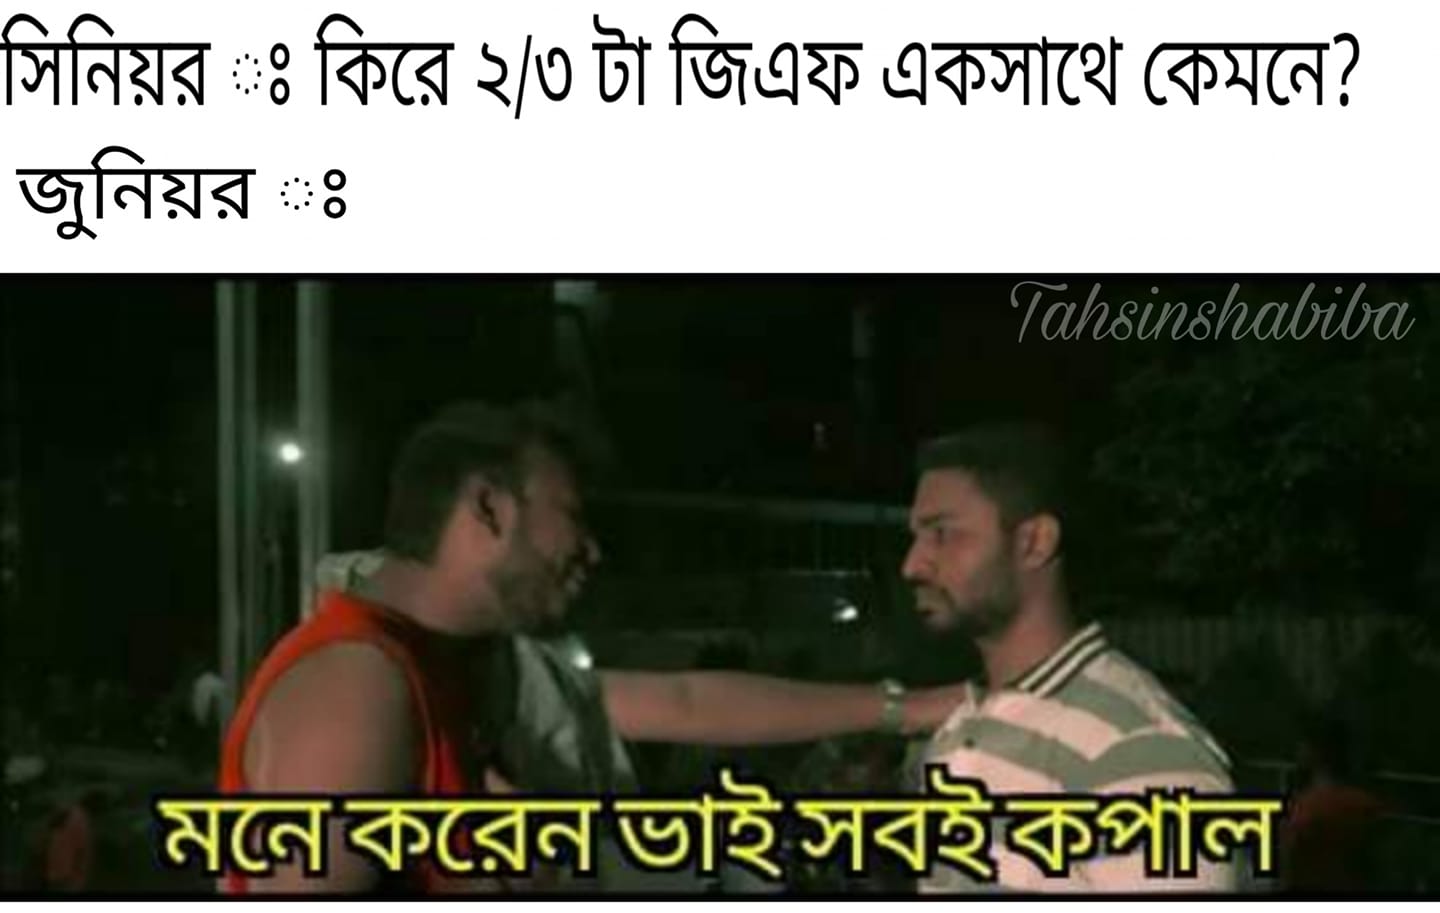 সিনিয়র ঃ কিরে ২/৩ টা জিএফ একসাথে কেমনে?
জুনিয়র ঃ
Tahsinshabiba
মনে করেন ভাই সবই কপাল